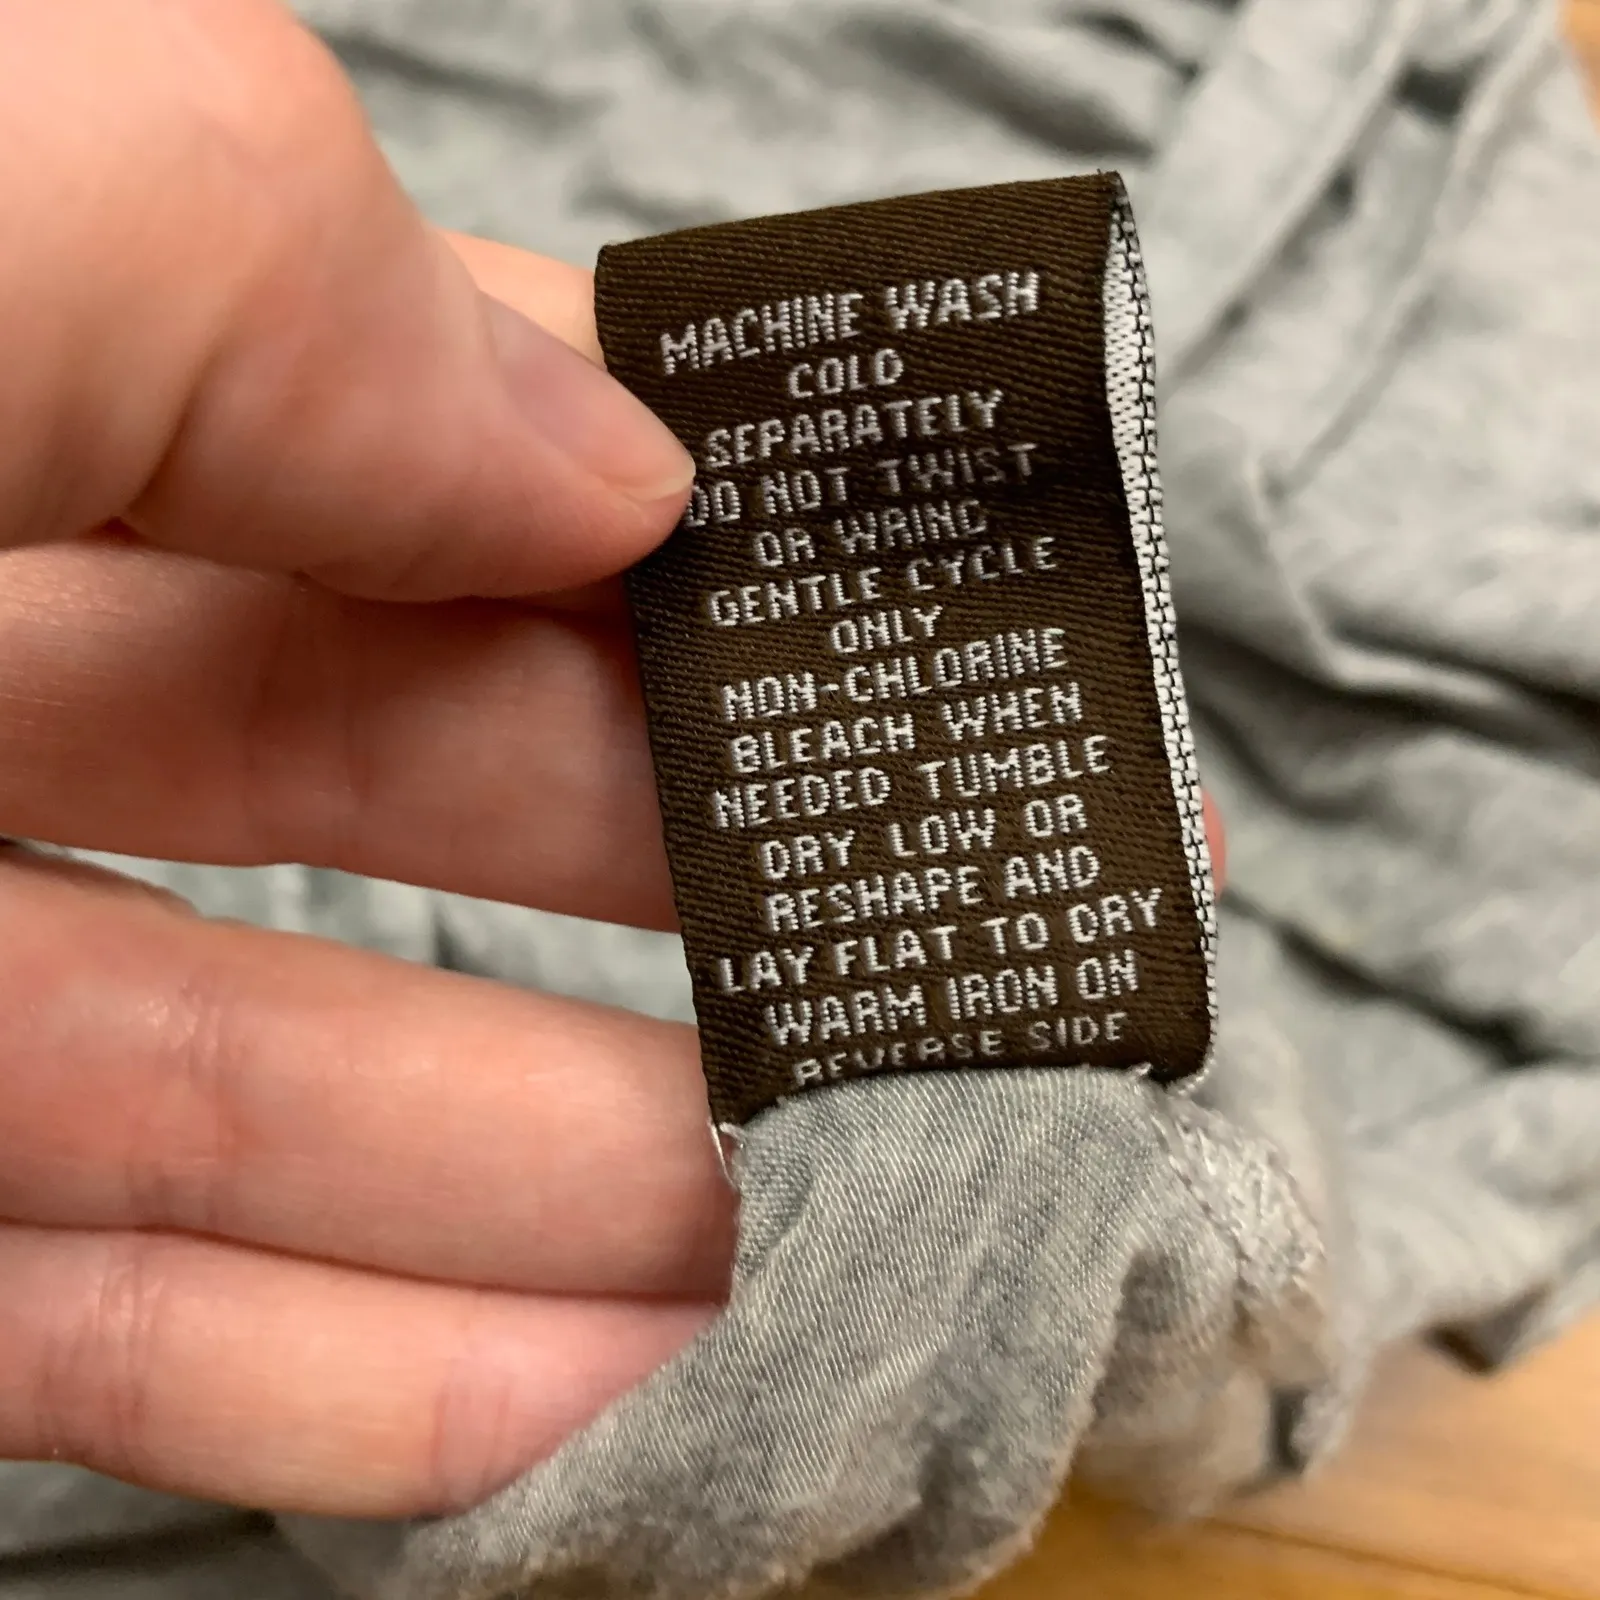 MACHINE WASH
COLD
SEPARATELY
DO NOT TWIST
OR WRING
GENTLE CYCLE
ONLY
NON-CHLORINE
BLEACH WHEN
NEEDED TUMBLE
DRY LOW OR
RESHAPE AND
LAY FLAT TO DRY
WARM IRON ON
REVERSE SIDE